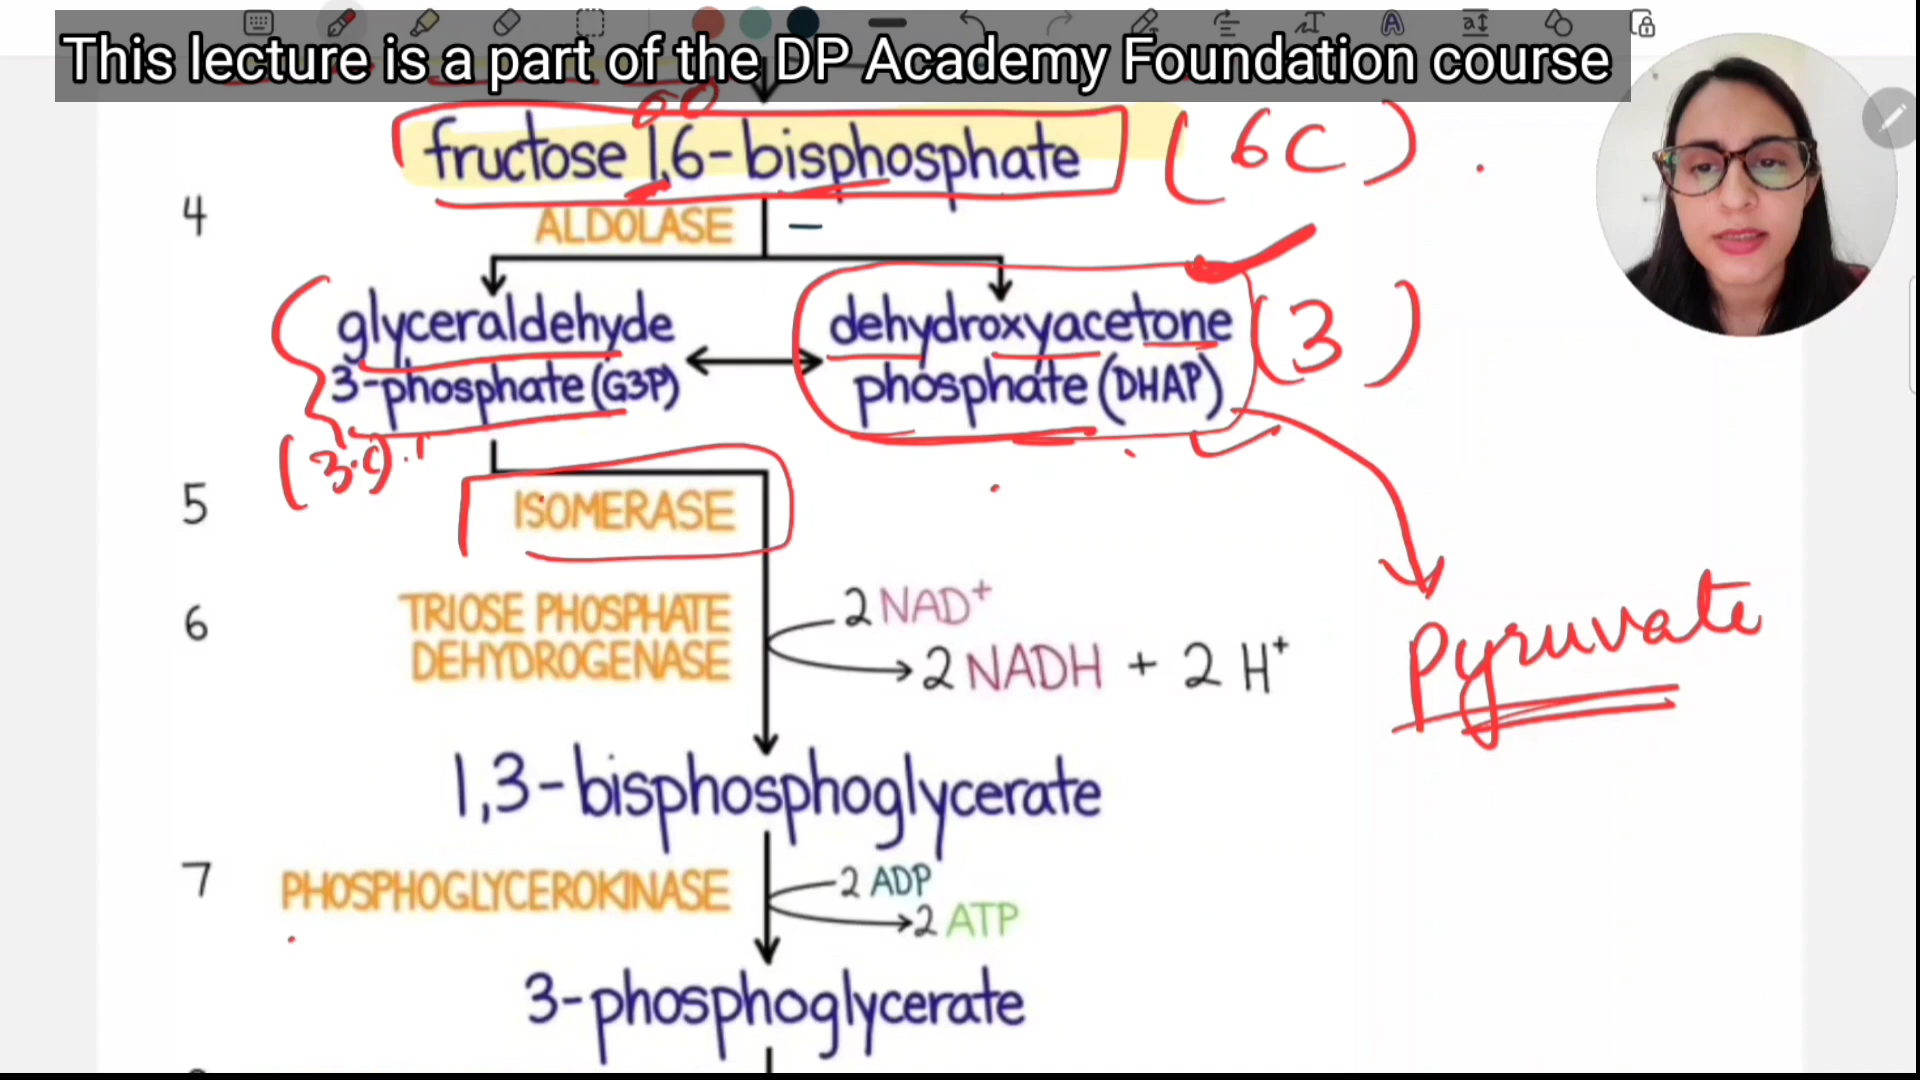 This lecture is a part of the DP Academy Foundation course
fructose 1,6-bisphosphate (6C)
4
ALDOLASE
glyceraldehyde
3-phosphate (G3P)
dehydroxyacetone
phosphate (DHAP)
(3)
(3C)
5
ISOMERASE
6
TRIOSE PHOSPHATE
DEHYDROGENASE
2 NAD+
2 NADH + 2 H+
Pyruvate
1,3-bisphosphoglycerate
7
PHOSPHOGLYCEROKINASE
2 ADP
2 ATP
3-phosphoglycerate